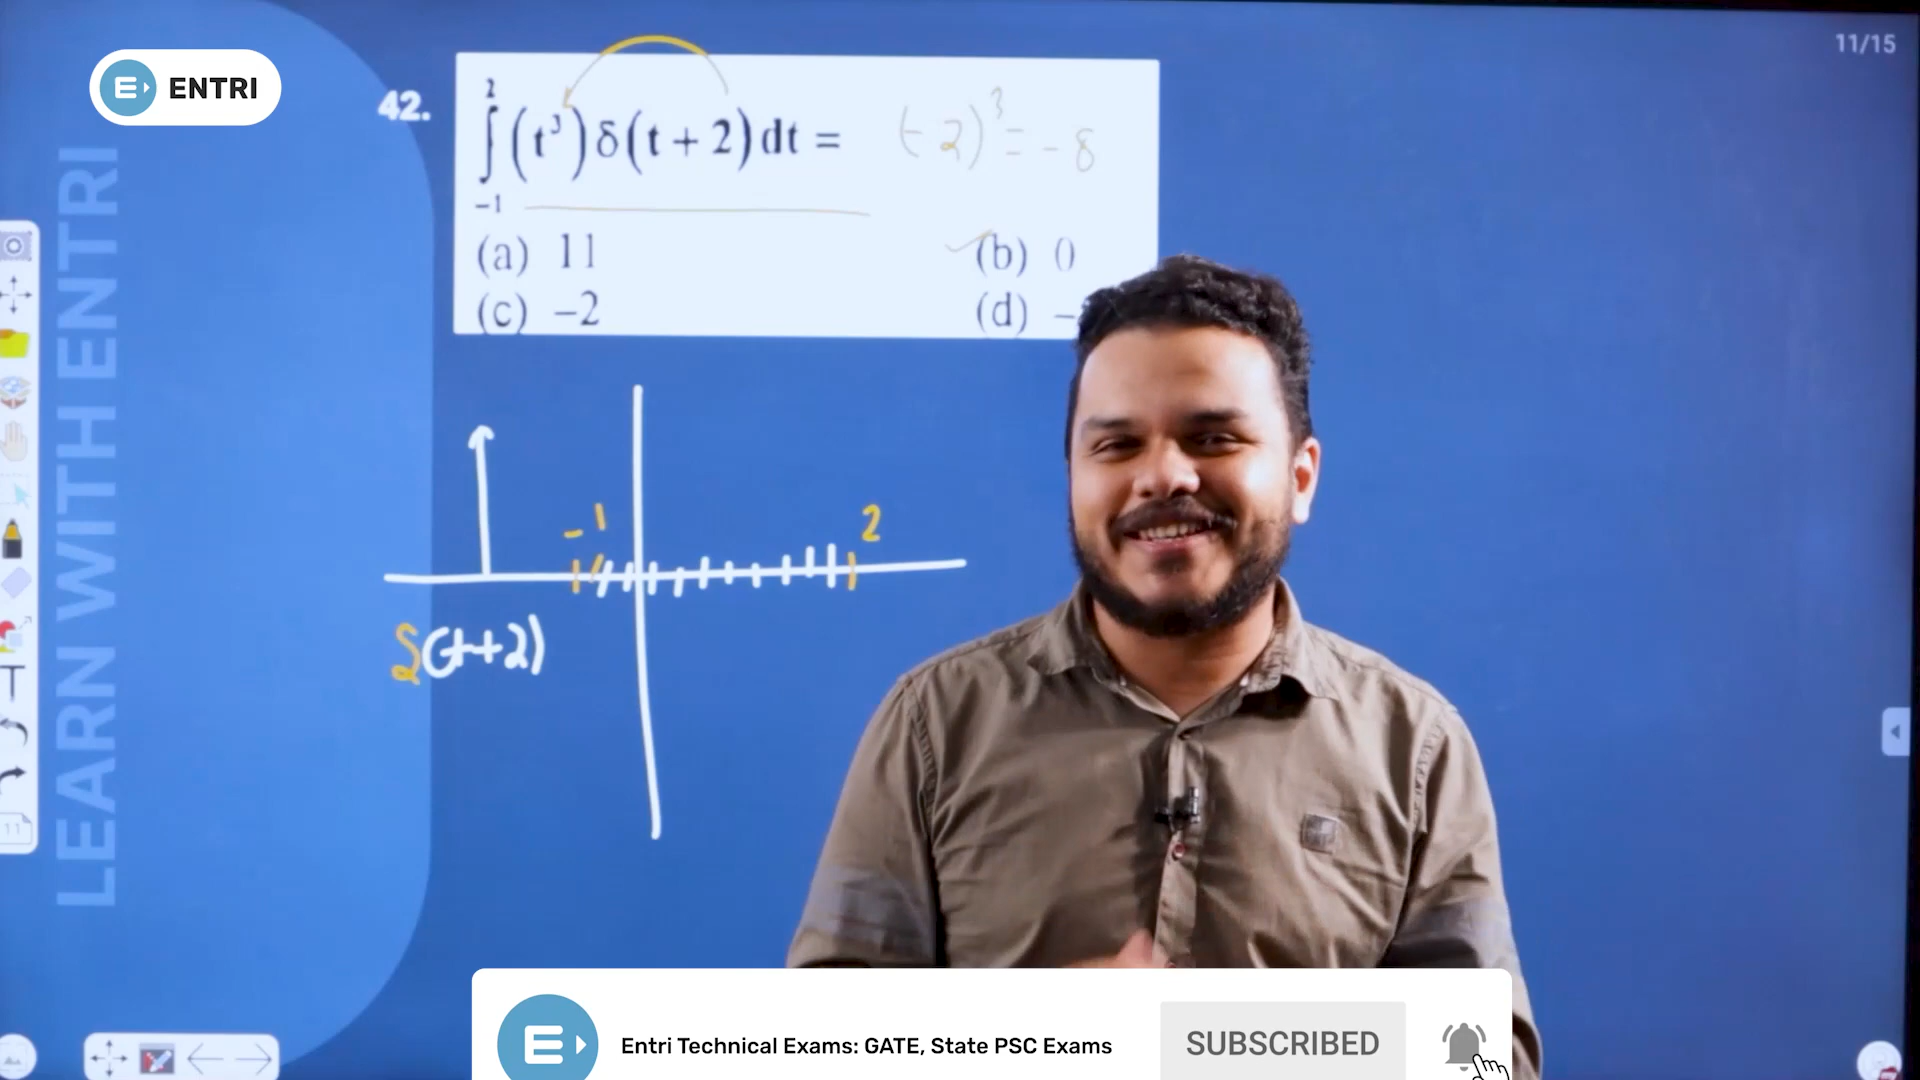 11/15
ENTRI
LEARN WITH ENTRI
42.
2
∫ (t³) δ(t + 2) dt = (-2)³ = -8
-1
(a) 11
(b) 0
(c) –2
(d) –
-1
2
δ(t+2)
T
11
Entri Technical Exams: GATE, State PSC Exams
SUBSCRIBED